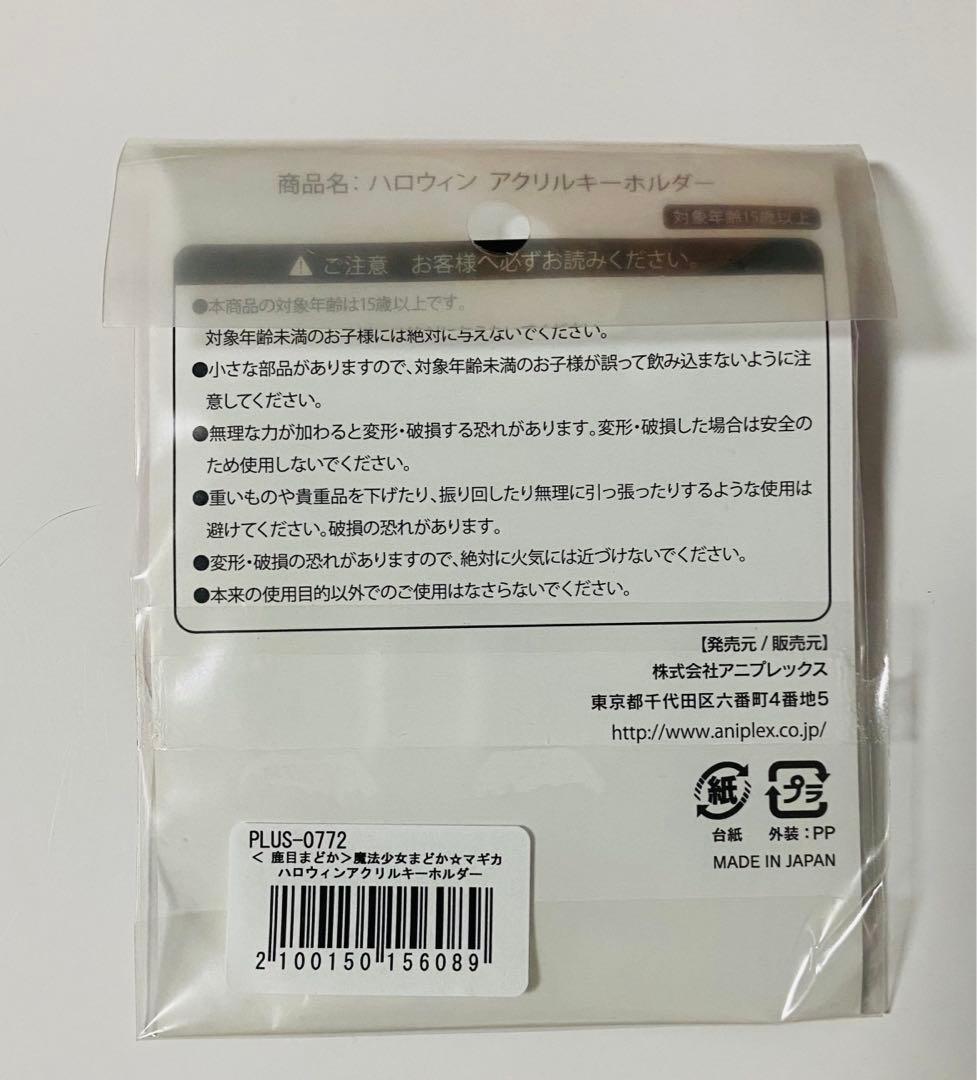 商品名：ハロウィン アクリルキーホルダー
対象年齢15歳以上
ご注意 お客様へ必ずお読みください。
●本商品の対象年齢は15歳以上です。
対象年齢未満のお子様には絶対に与えないでください。
●小さな部品がありますので、対象年齢未満のお子様が誤って飲み込まないように注
意してください。
●無理な力が加わると変形・破損する恐れがあります。変形・破損した場合は安全の
ため使用しないでください。
●重いものや貴重品を下げたり、振り回したり無理に引っ張ったりするような使用は
避けてください。破損の恐れがあります。
●変形・破損の恐れがありますので、絶対に火気には近づけないでください。
●本来の使用目的以外でのご使用はなさらないでください。
【発売元 / 販売元】
株式会社アニプレックス
東京都千代田区六番町4番地5
http://www.aniplex.co.jp/
紙 プラ
台紙 外装：PP
MADE IN JAPAN
PLUS-0772
＜ 鹿目まどか＞魔法少女まどか☆マギカ
ハロウィンアクリルキーホルダー
2 100150 156089